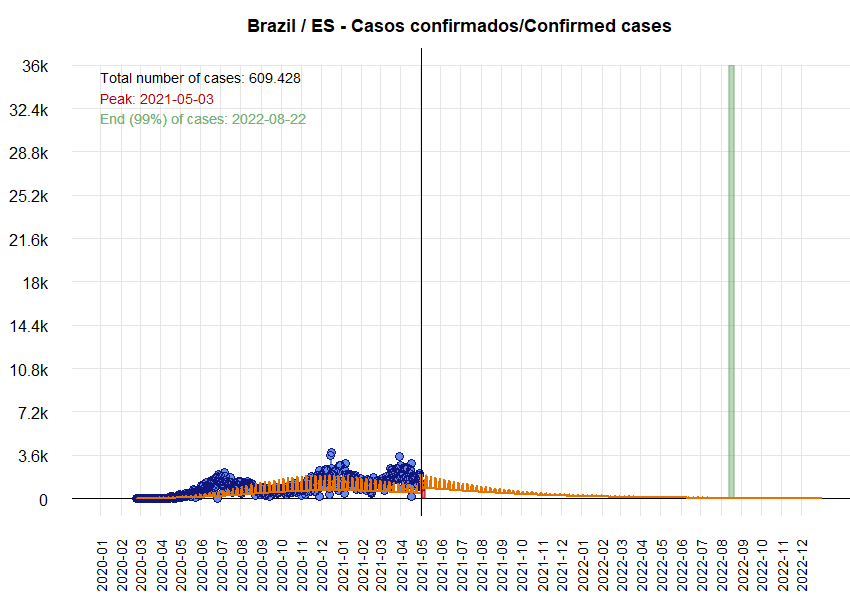 Brazil / ES - Casos confirmados/Confirmed cases
36k
32.4k
28.8k
25.2k
21.6k
18k
14.4k
10.8k
7.2k
3.6k
0
Total number of cases: 609.428
Peak: 2021-05-03
End (99%) of cases: 2022-08-22
2020-01
2020-02
2020-03
2020-04
2020-05
2020-06
2020-07
2020-08
2020-09
2020-10
2020-11
2020-12
2021-01
2021-02
2021-03
2021-04
2021-05
2021-06
2021-07
2021-08
2021-09
2021-10
2021-11
2021-12
2022-01
2022-02
2022-03
2022-04
2022-05
2022-06
2022-07
2022-08
2022-09
2022-10
2022-11
2022-12